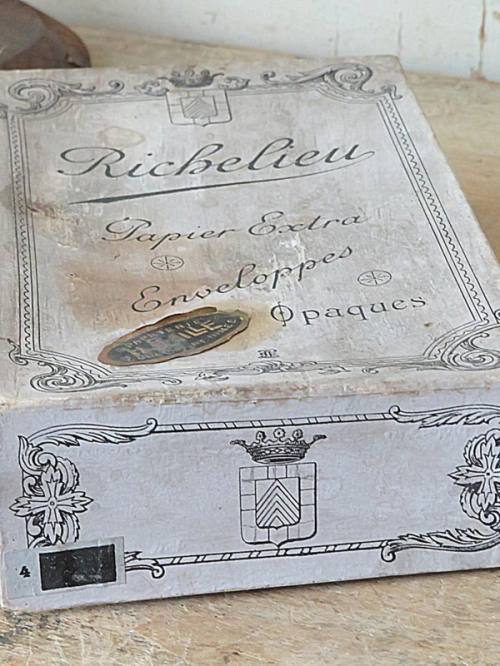 Richelieu
Papier Extra
Enveloppes
Opaques
4